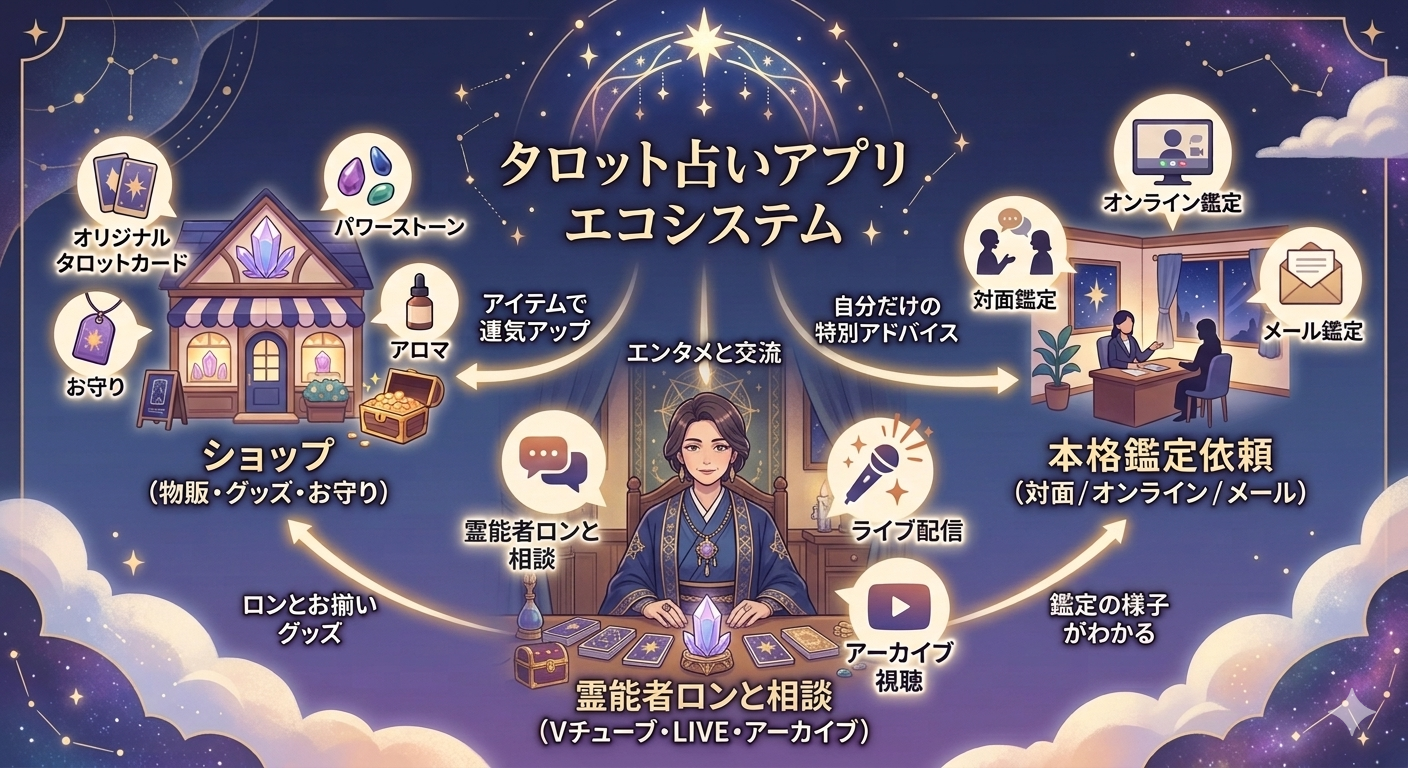 タロット占いアプリ
エコシステム
オリジナル
タロットカード
パワーストーン
お守り
アロマ
ショップ
（物販・グッズ・お守り）
アイテムで
運気アップ
エンタメと交流
自分だけの
特別アドバイス
オンライン鑑定
対面鑑定
メール鑑定
本格鑑定依頼
（対面/オンライン/メール）
霊能者ロンと
相談
ライブ配信
アーカイブ
視聴
ロンとお揃い
グッズ
鑑定の様子
がわかる
霊能者ロンと相談
（Vチューブ・LIVE・アーカイブ）